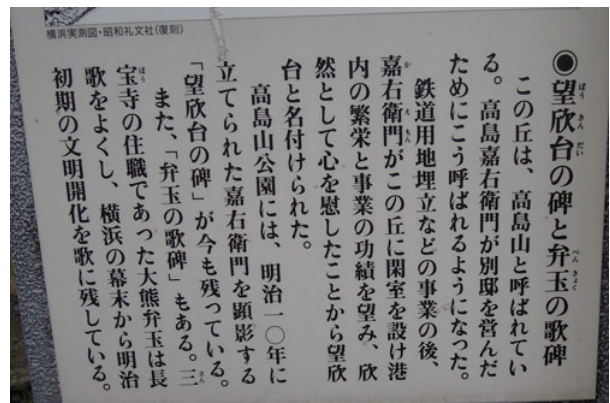 横浜実測図・昭和礼文社(復刻)
◉望欣台の碑と弁玉の歌碑
この丘は、高島山と呼ばれてい
る。高島嘉右衛門が別邸を営んだ
ためにこう呼ばれるようになった。
鉄道用地埋立などの事業の後、
嘉右衛門がこの丘に閑室を設け港
内の繁栄と事業の功績を望み、欣
然として心を慰したことから望欣
台と名付けられた。
高島山公園には、明治一〇年に
立てられた嘉右衛門を顕彰する
「望欣台の碑」が今も残っている。
また、「弁玉の歌碑」もある。三
宝寺の住職であった大熊弁玉は長
歌をよくし、横浜の幕末から明治
初期の文明開化を歌に残している。